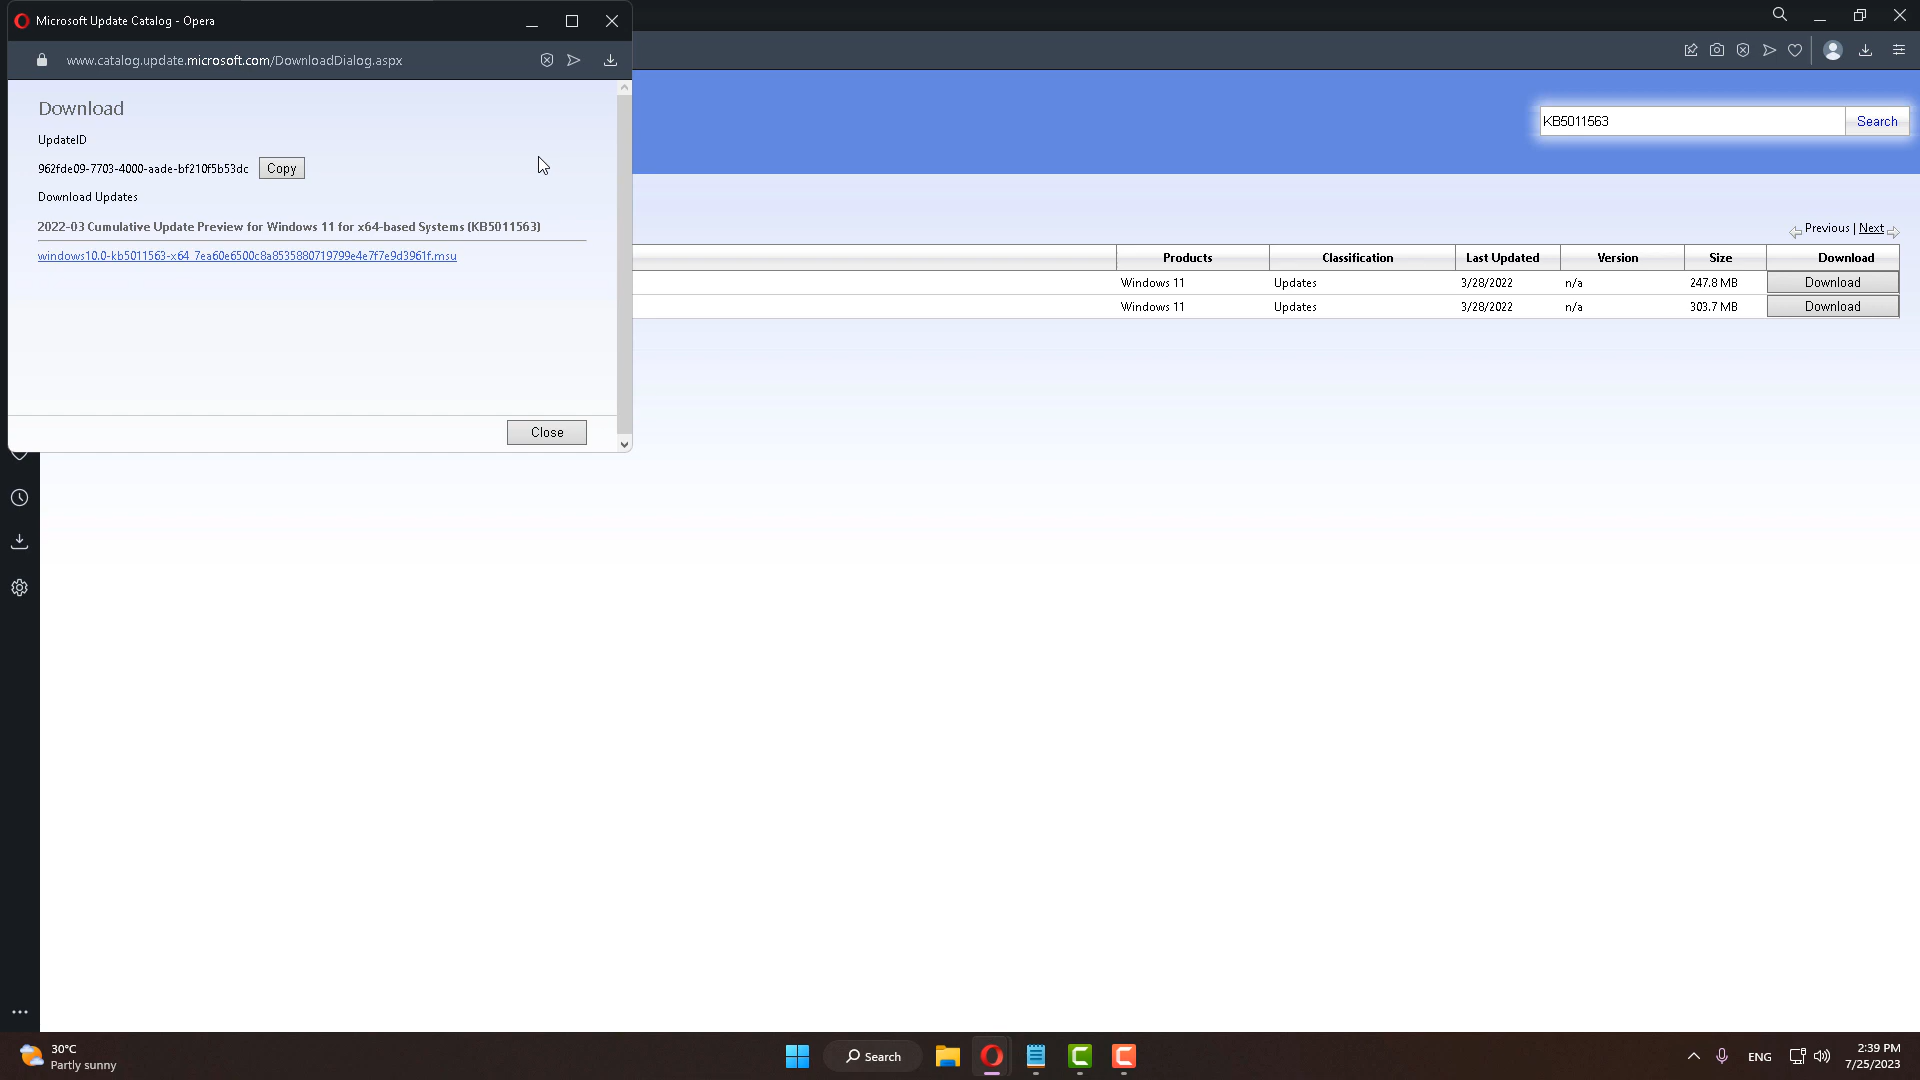 Microsoft Update Catalog - Opera
www.catalog.update.microsoft.com/DownloadDialog.aspx
Download
UpdateID
962fde09-7703-4000-aade-bf210f5b53dc Copy
Download Updates
2022-03 Cumulative Update Preview for Windows 11 for x64-based Systems (KB5011563)
windows10.0-kb5011563-x64_7ea60e6500c8a8535880719799e4e7f7e9d3961f.msu
Close
KB5011563 Search
Previous | Next
Products Classification Last Updated Version Size Download
Windows 11 Updates 3/28/2022 n/a 247.8 MB Download
Windows 11 Updates 3/28/2022 n/a 303.7 MB Download
30°C
Partly sunny
Search
ENG
2:39 PM
7/25/2023